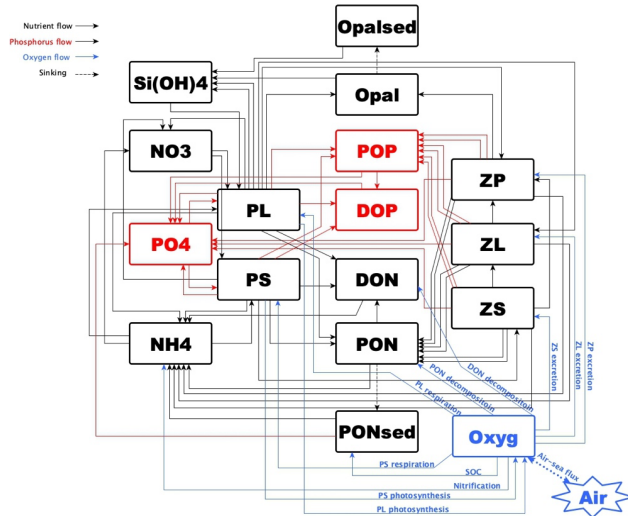 Nutrient flow
Phosphorus flow
Oxygen flow
Sinking
Opalsed
Si(OH)4
Opal
NO3
POP
ZP
PL
DOP
PO4
ZL
PS
DON
ZS
NH4
PON
ZS excretion
ZL excretion
ZP excretion
DON decompositoin
PON decompositoin
PL respiration
PONsed
Oxyg
Air-sea flux
PS respiration
SOC
Nitrification
Air
PS photosynthesis
PL photosynthesis